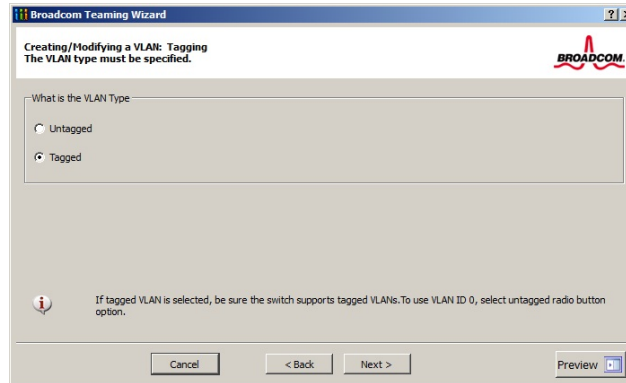 Broadcom Teaming Wizard
?
Creating/Modifying a VLAN: Tagging
The VLAN type must be specified.
BROADCOM.
What is the VLAN Type
Untagged
Tagged
If tagged VLAN is selected, be sure the switch supports tagged VLANs.To use VLAN ID 0, select untagged radio button
option.
Cancel
< Back
Next >
Preview